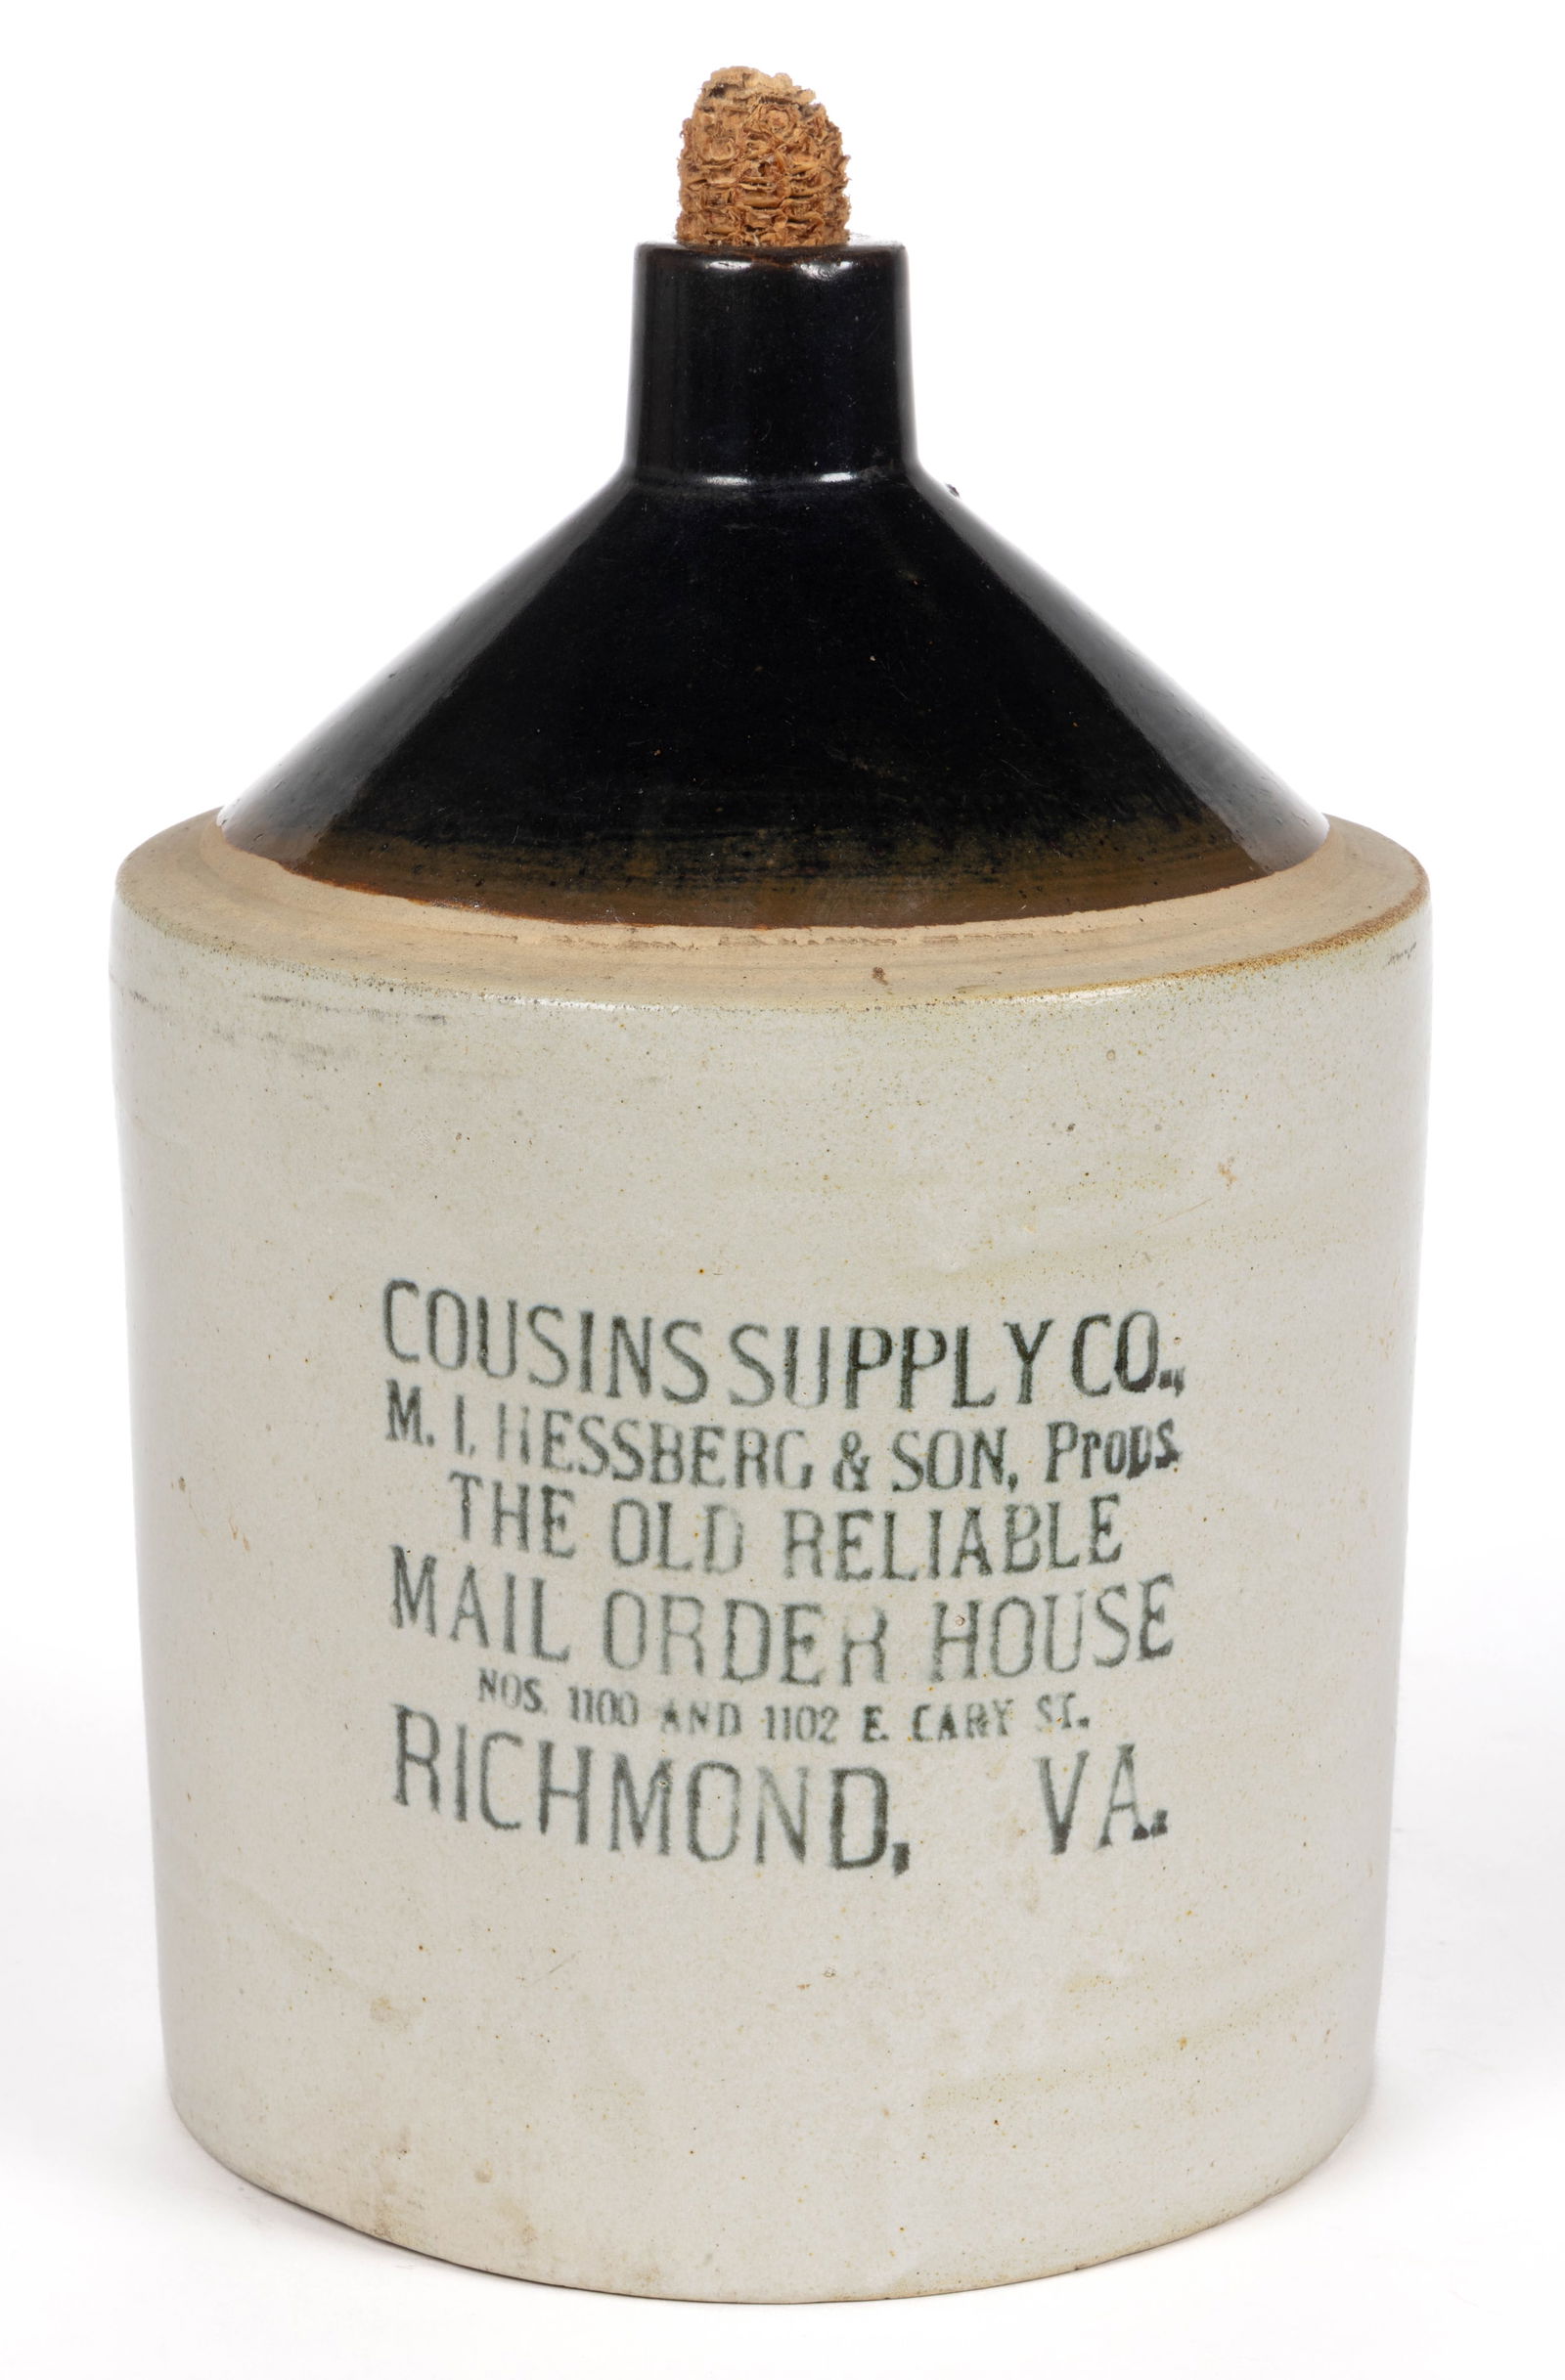 COUSINS SUPPLY CO.,
M. I. HESSBERG & SON, Props.
THE OLD RELIABLE
MAIL ORDER HOUSE
NOS. 1100 AND 1102 E. CARY ST.
RICHMOND, VA.